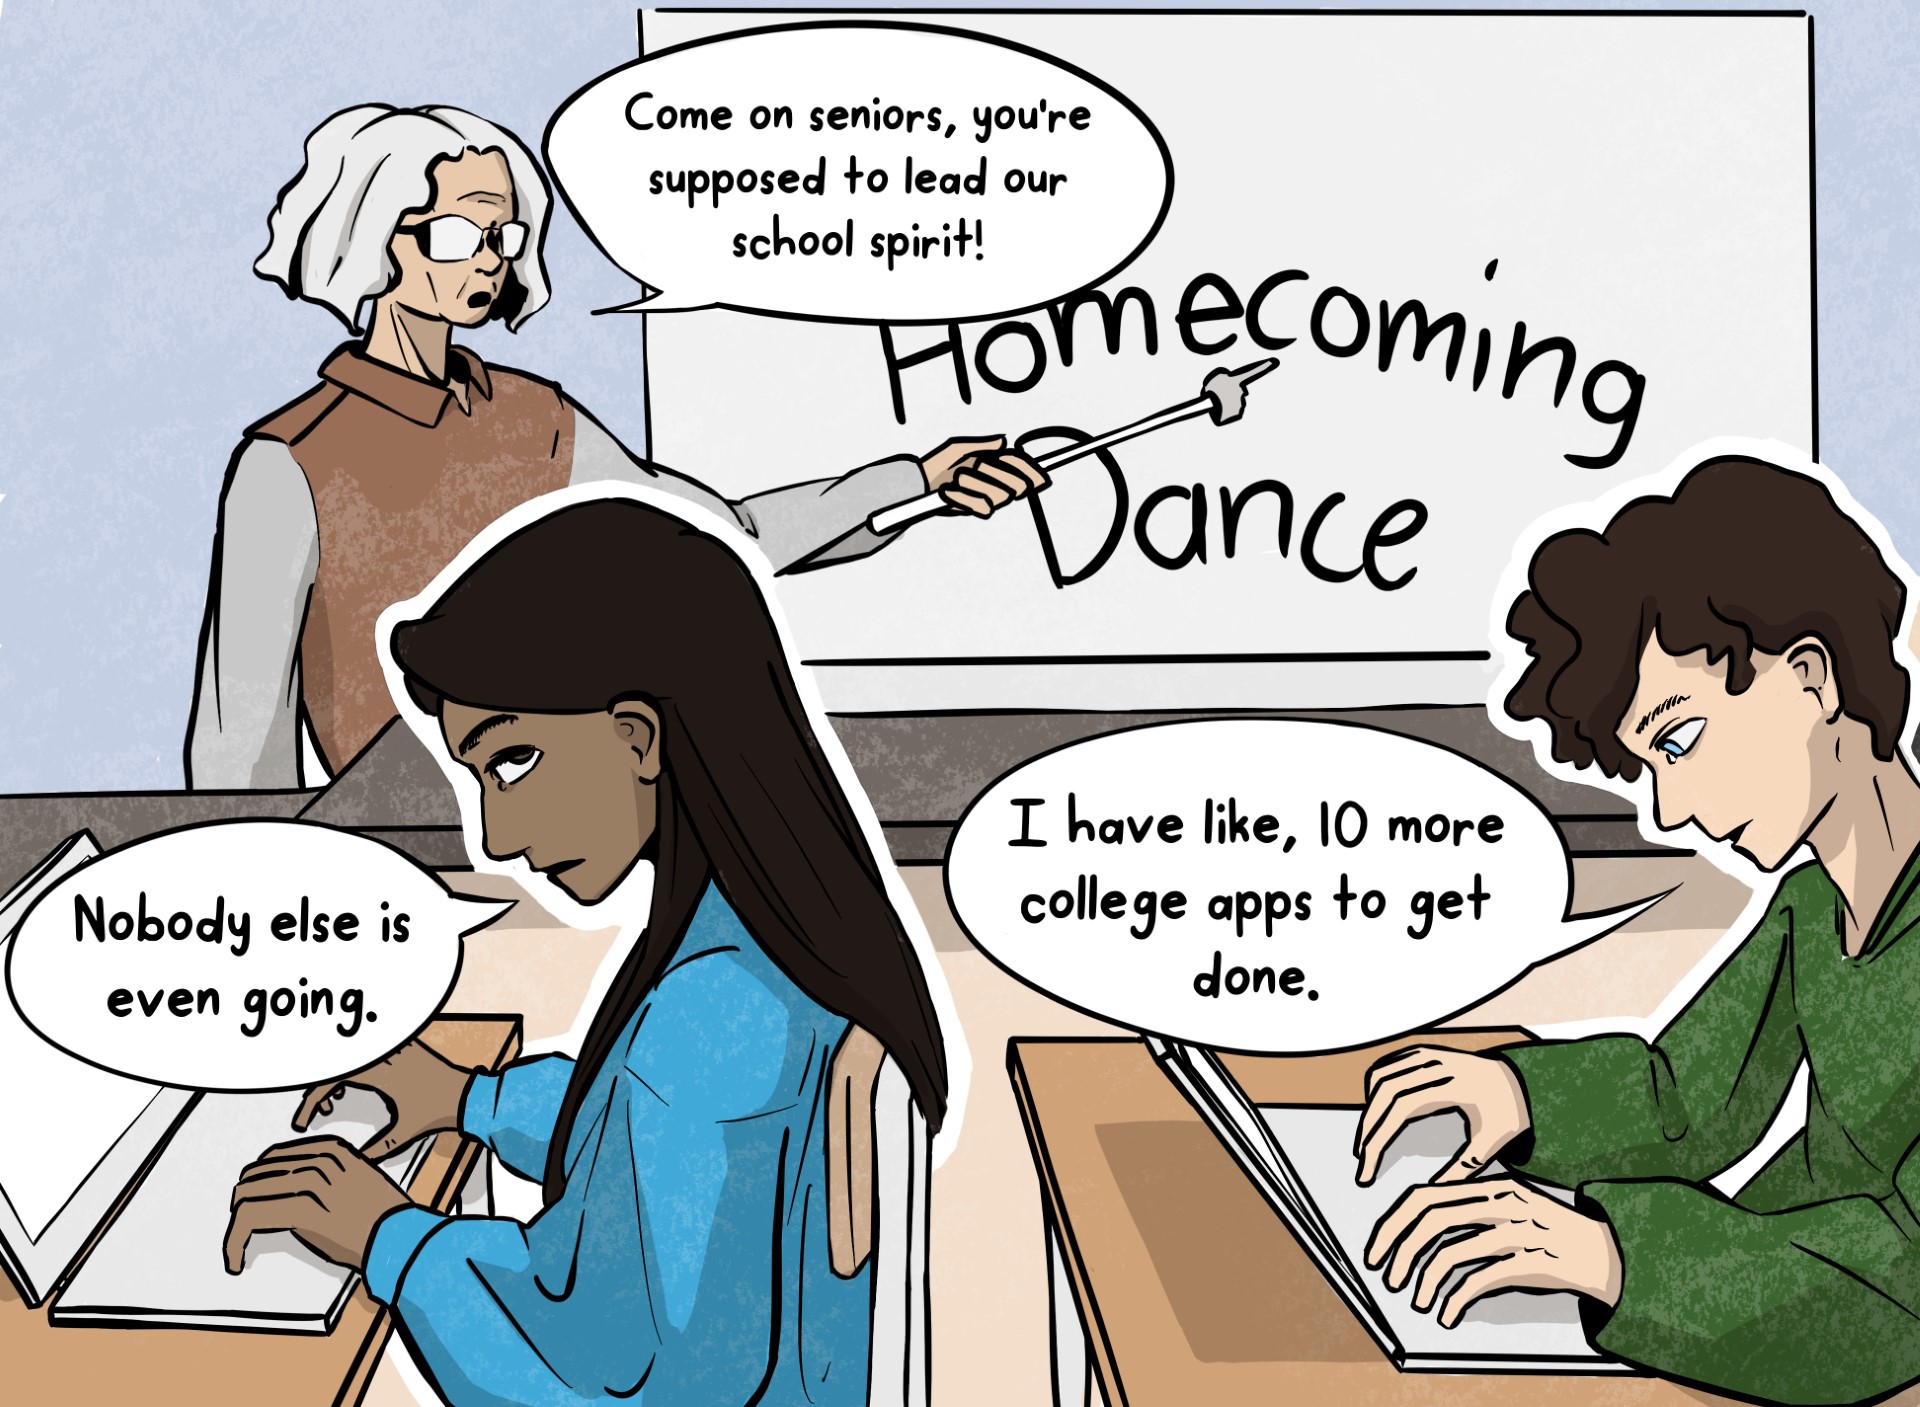 Come on seniors, you're
supposed to lead our
school spirit!
Homecoming
Dance
Nobody else is
even going.
I have like, 10 more
college apps to get
done.